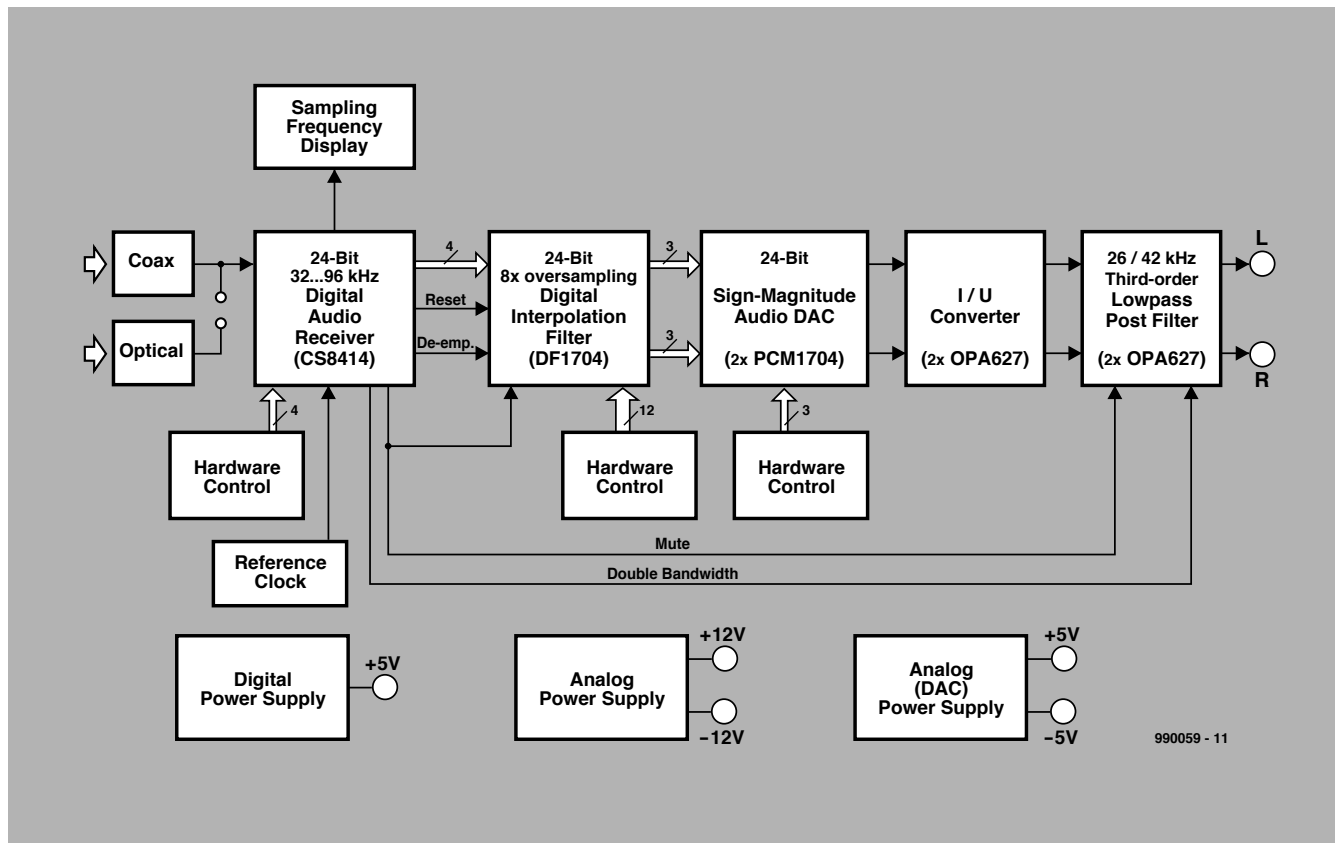 Sampling
Frequency
Display
Coax
Optical
24-Bit
32...96 kHz
Digital
Audio
Receiver
(CS8414)
4
Reset
De-emp.
24-Bit
8x oversampling
Digital
Interpolation
Filter
(DF1704)
3
3
24-Bit
Sign-Magnitude
Audio DAC
(2x PCM1704)
I / U
Converter
(2x OPA627)
26 / 42 kHz
Third-order
Lowpass
Post Filter
(2x OPA627)
L
R
4
Hardware
Control
12
Hardware
Control
3
Hardware
Control
Reference
Clock
Mute
Double Bandwidth
Digital
Power Supply
+5V
Analog
Power Supply
+12V
-12V
Analog
(DAC)
Power Supply
+5V
-5V
990059 - 11